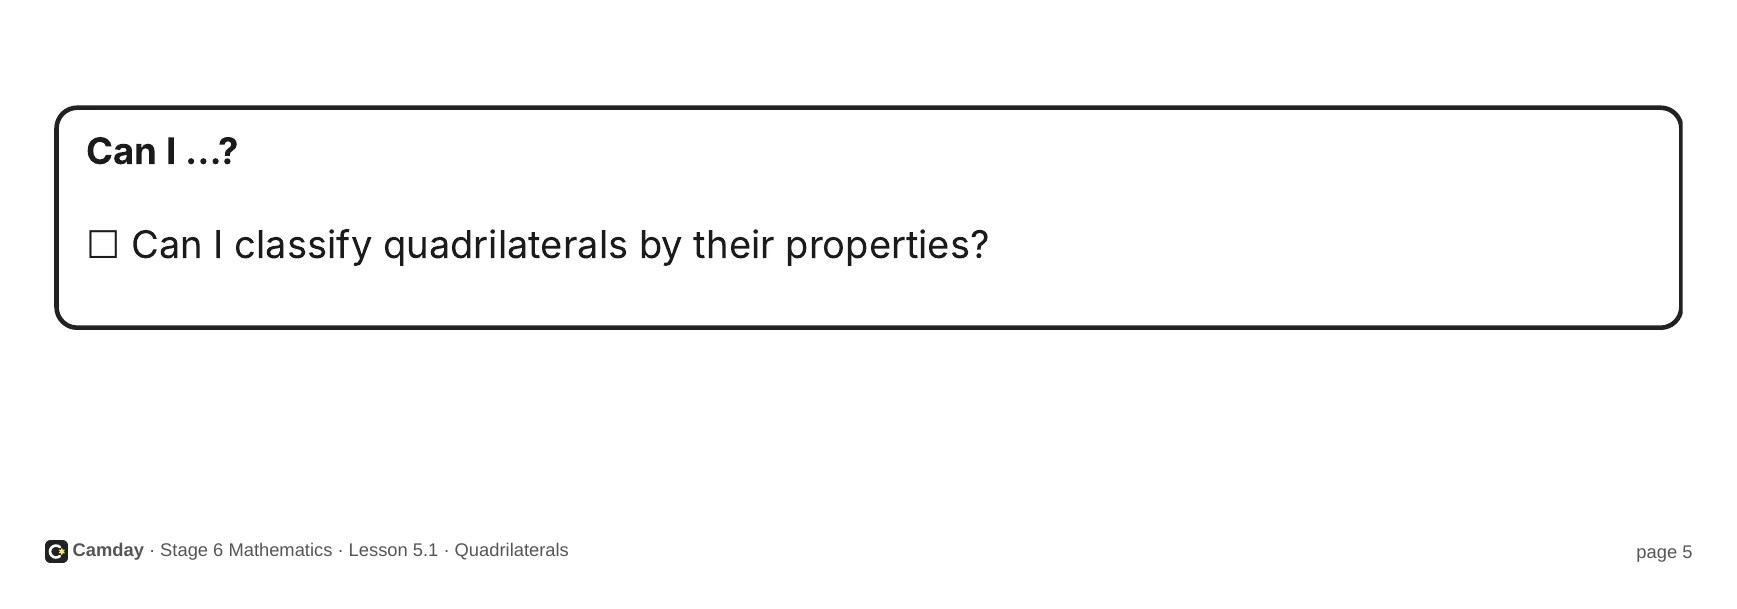 Can I …?
☐ Can I classify quadrilaterals by their properties?
Camday · Stage 6 Mathematics · Lesson 5.1 · Quadrilaterals
page 5